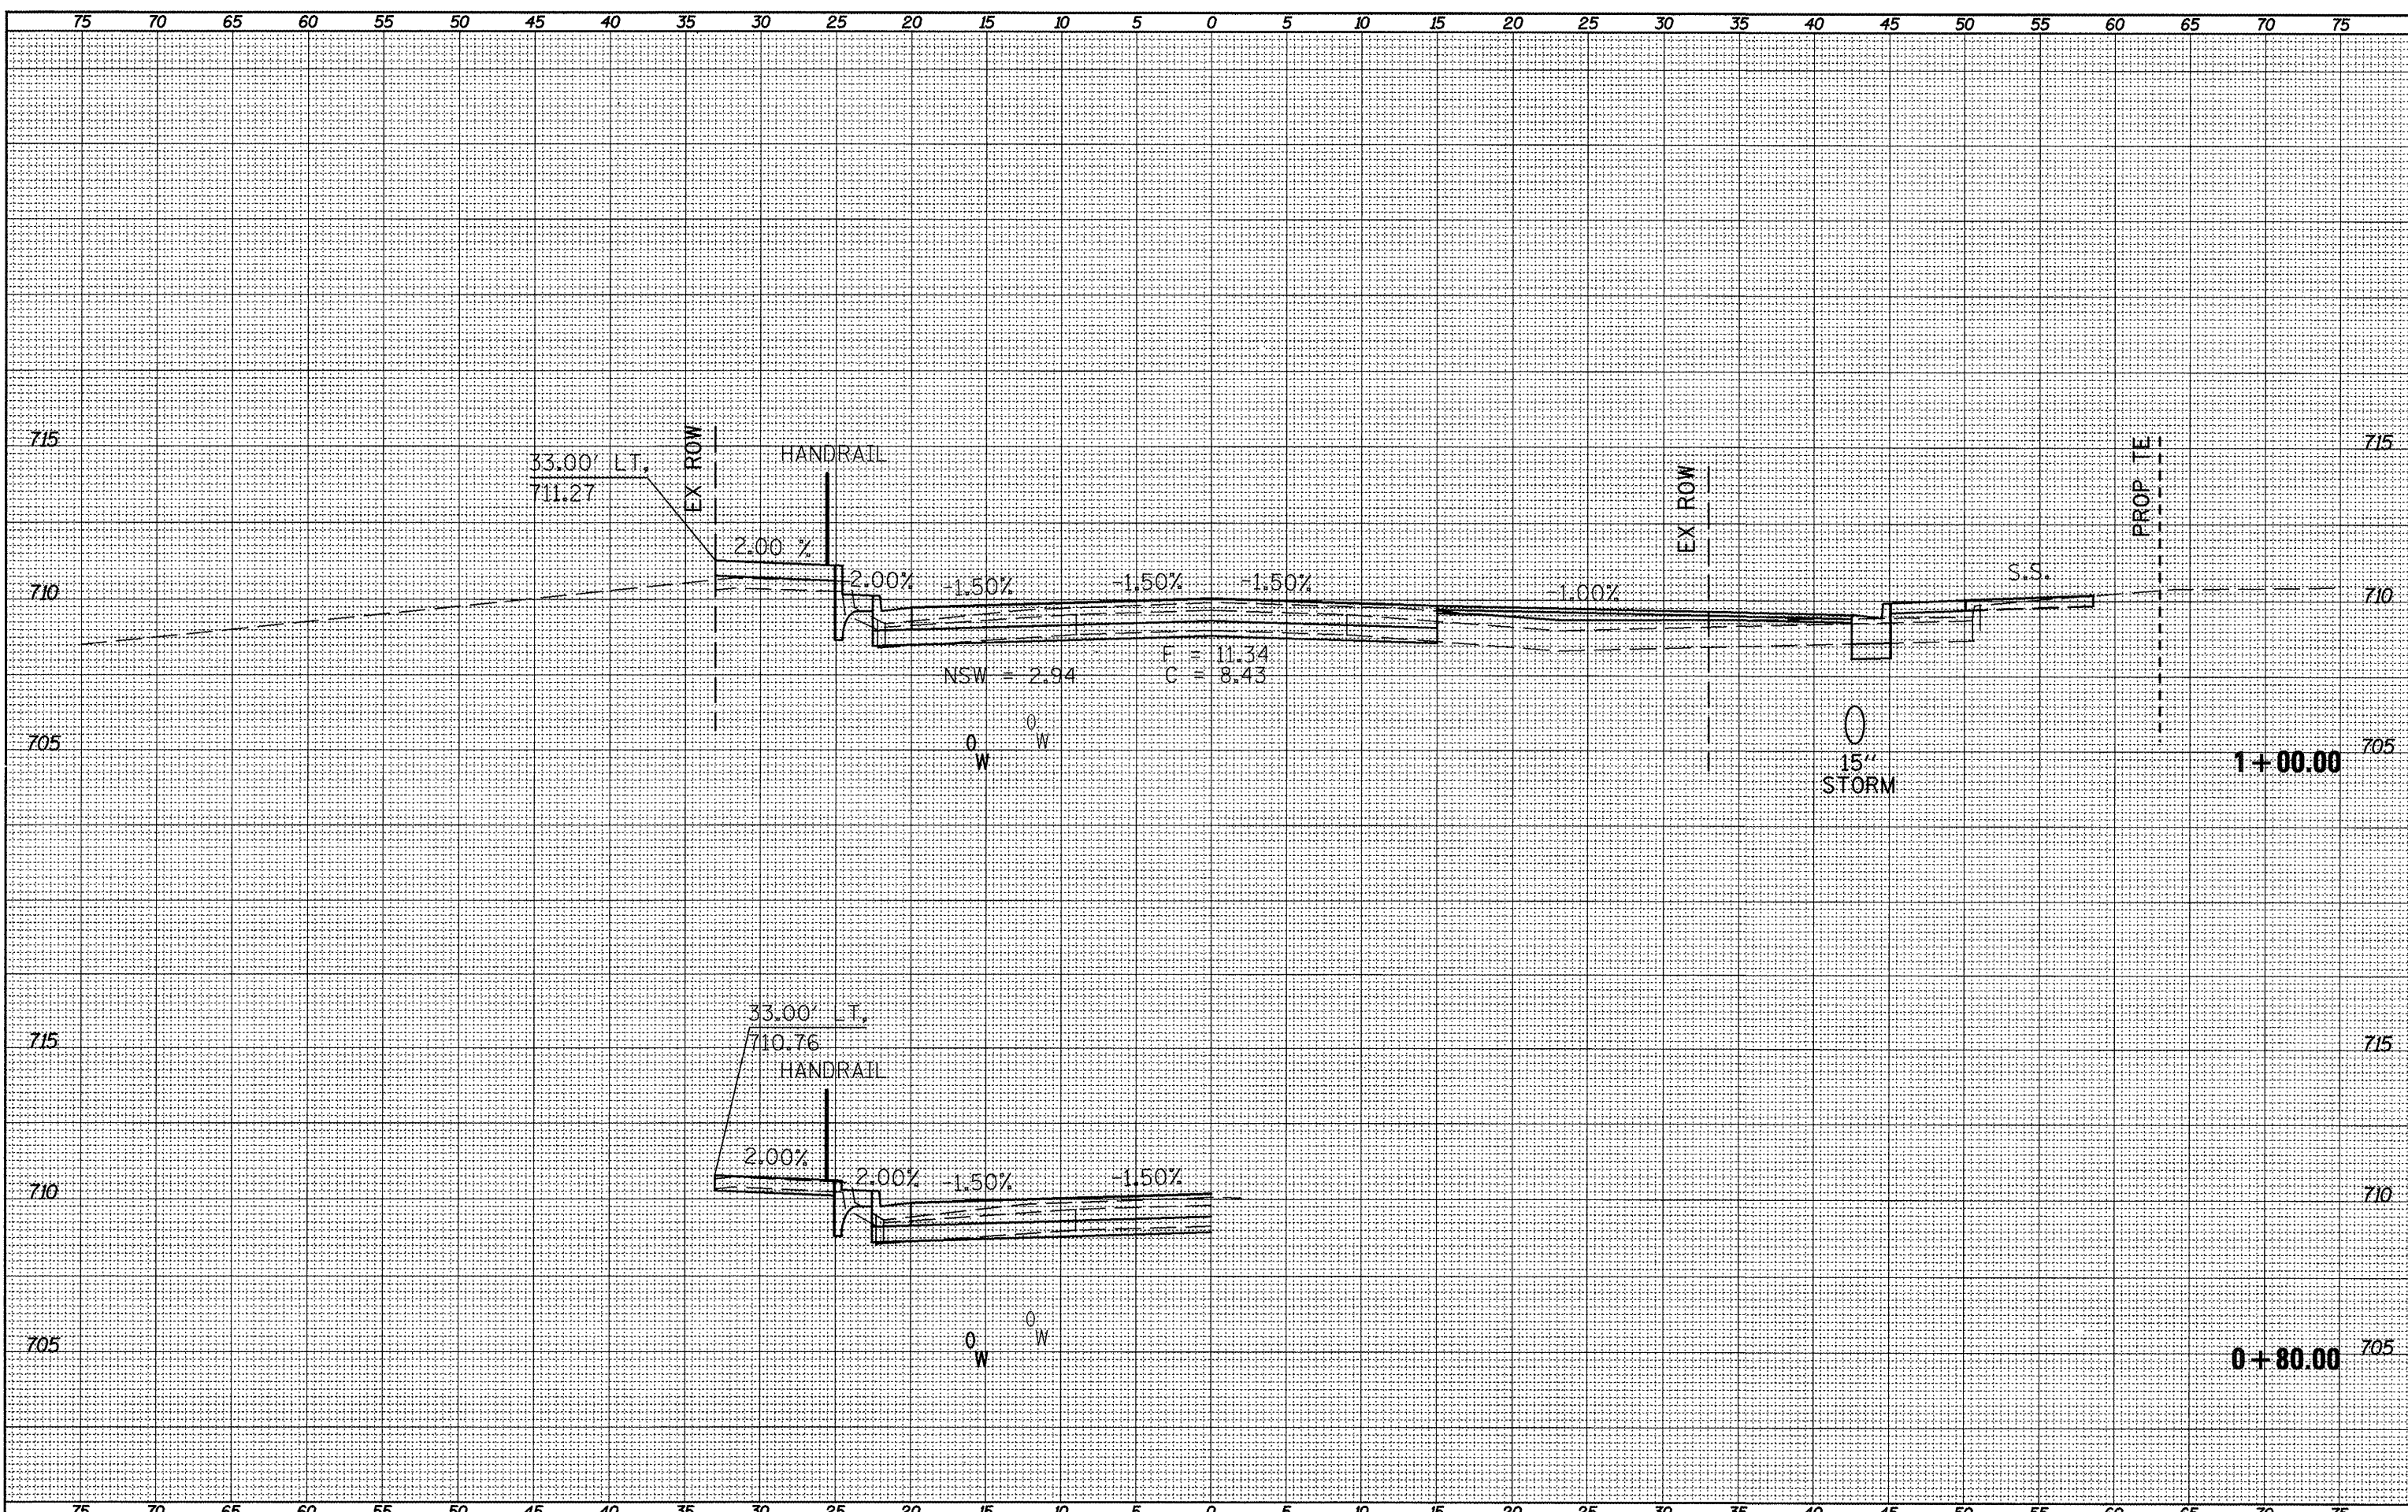 75 70 65 60 55 50 45 40 35 30 25 20 15 10 5 0 5 10 15 20 25 30 35 40 45 50 55 60 65 70 75
715
EX ROW
HANDRAIL
33.00' LT,
711.27
EX ROW
PROP TE
715
2.00 %
710
2.00%
-1.50%
-1.50%
-1.50%
1.00%
S.S.
710
F = 11.34
NSW = 2.94
C = 8.43
705
0 W
0 W
15"
STORM
705
1+00.00
33.00' LT,
710.76
715
715
HANDRAIL
2.00%
2.00%
-1.50%
-1.50%
710
710
705
0 W
0 W
705
0+80.00
75 70 65 60 55 50 45 40 35 30 25 20 15 10 5 0 5 10 15 20 25 30 35 40 45 50 55 60 65 70 75